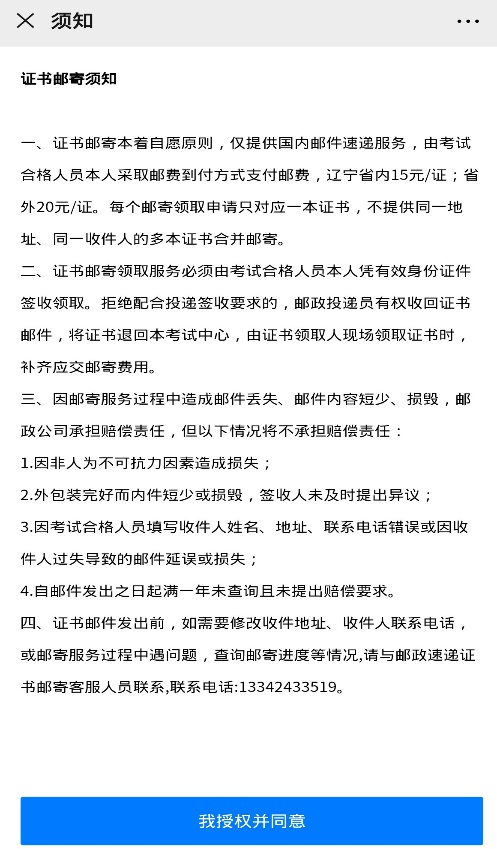 须知
证书邮寄须知
一、证书邮寄本着自愿原则，仅提供国内邮件速递服务，由考试
合格人员本人采取邮费到付方式支付邮费，辽宁省内15元/证；省
外20元/证。每个邮寄领取申请只对应一本证书，不提供同一地
址、同一收件人的多本证书合并邮寄。
二、证书邮寄领取服务必须由考试合格人员本人凭有效身份证件
签收领取。拒绝配合投递签收要求的，邮政投递员有权收回证书
邮件，将证书退回本考试中心，由证书领取人现场领取证书时，
补齐应交邮寄费用。
三、因邮寄服务过程中造成邮件丢失、邮件内容短少、损毁，邮
政公司承担赔偿责任，但以下情况将不承担赔偿责任：
1.因非人为不可抗力因素造成损失；
2.外包装完好而内件短少或损毁，签收人未及时提出异议；
3.因考试合格人员填写收件人姓名、地址、联系电话错误或因收
件人过失导致的邮件延误或损失；
4.自邮件发出之日起满一年未查询且未提出赔偿要求。
四、证书邮件发出前，如需要修改收件地址、收件人联系电话，
或邮寄服务过程中遇问题，查询邮寄进度等情况,请与邮政速递证
书邮寄客服人员联系,联系电话:13342433519。
我授权并同意